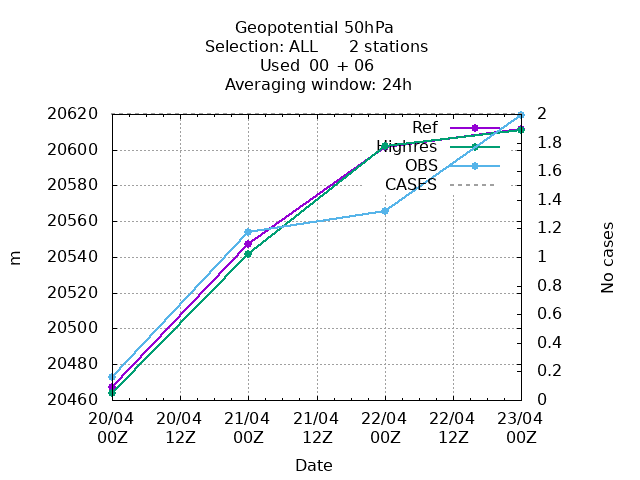 Geopotential 50hPa
Selection: ALL 2 stations
Used 00 + 06
Averaging window: 24h
20620
20600
20580
20560
20540
20520
20500
20480
20460
2
1.8
1.6
1.4
1.2
1
0.8
0.6
0.4
0.2
0
Ref
Highres
OBS
CASES
m
No cases
20/04 00Z
20/04 12Z
21/04 00Z
21/04 12Z
22/04 00Z
22/04 12Z
23/04 00Z
Date